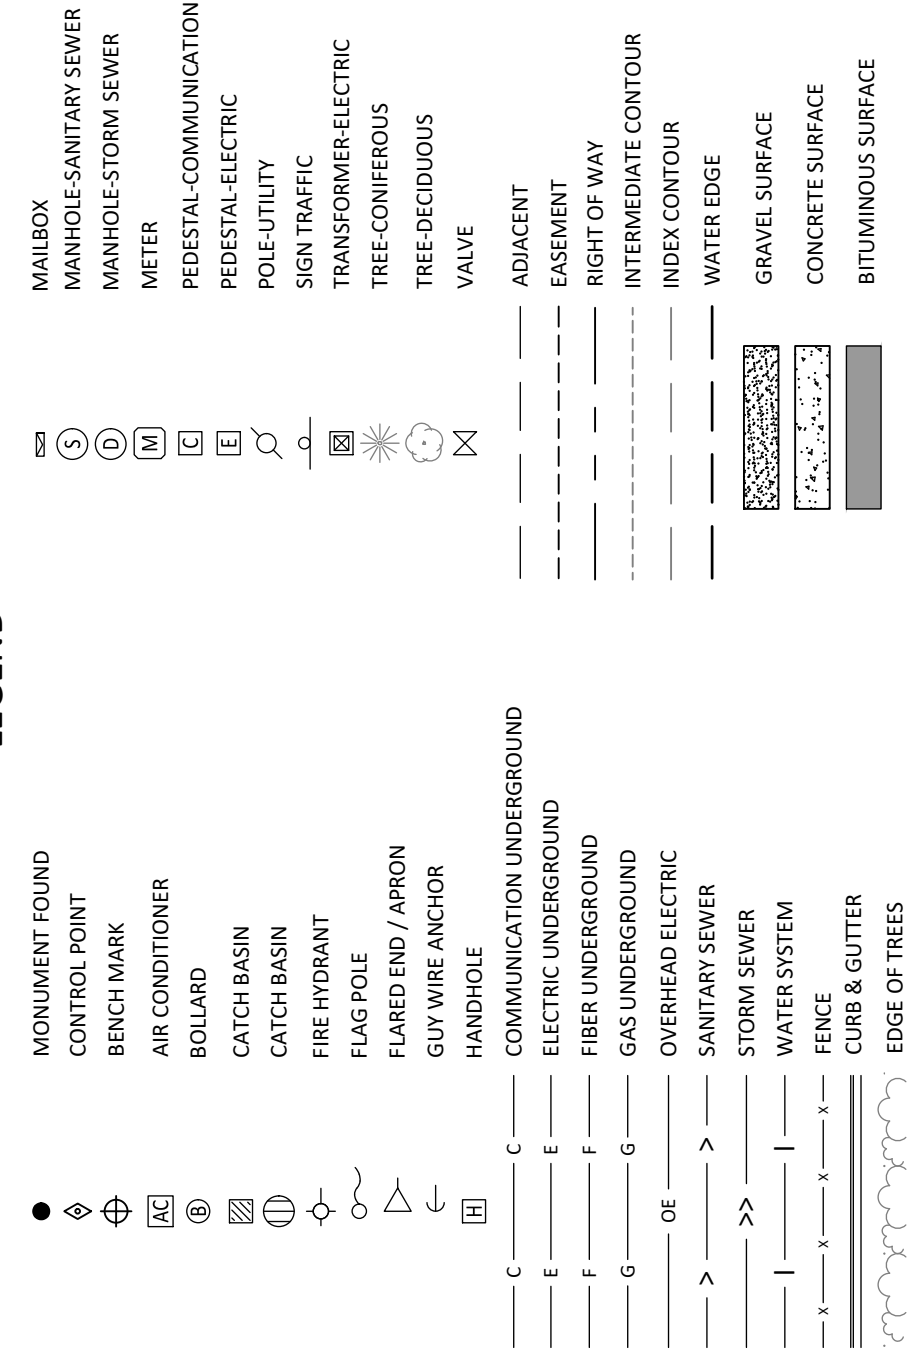 LEGEND
MONUMENT FOUND
CONTROL POINT
BENCH MARK
AC AIR CONDITIONER
B BOLLARD
CATCH BASIN
CATCH BASIN
FIRE HYDRANT
FLAG POLE
FLARED END / APRON
GUY WIRE ANCHOR
H HANDHOLE
C C COMMUNICATION UNDERGROUND
E E ELECTRIC UNDERGROUND
F F FIBER UNDERGROUND
G G GAS UNDERGROUND
OE OVERHEAD ELECTRIC
> > SANITARY SEWER
>> STORM SEWER
| | WATER SYSTEM
x x x x FENCE
CURB & GUTTER
EDGE OF TREES
MAILBOX
S MANHOLE-SANITARY SEWER
D MANHOLE-STORM SEWER
M METER
C PEDESTAL-COMMUNICATION
E PEDESTAL-ELECTRIC
POLE-UTILITY
SIGN TRAFFIC
TRANSFORMER-ELECTRIC
TREE-CONIFEROUS
TREE-DECIDUOUS
VALVE
ADJACENT
EASEMENT
RIGHT OF WAY
INTERMEDIATE CONTOUR
INDEX CONTOUR
WATER EDGE
GRAVEL SURFACE
CONCRETE SURFACE
BITUMINOUS SURFACE